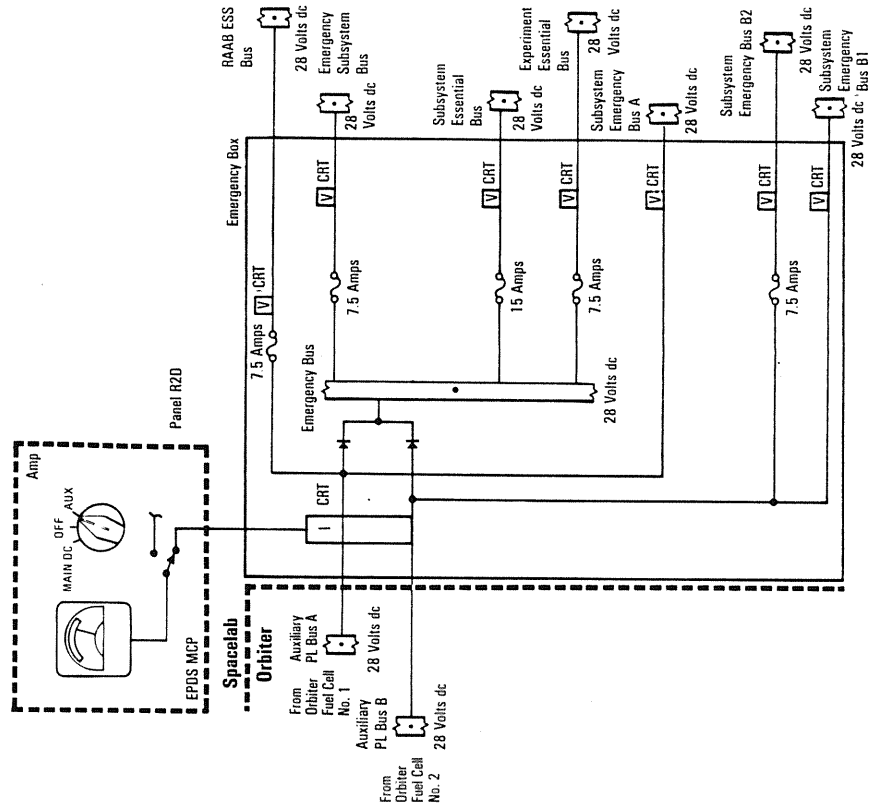 Amp
MAIN DC
OFF
AUX
EPDS MCP
Panel R2D
Spacelab
Orbiter
From
Orbiter
Fuel Cell
No. 1
Auxiliary
PL Bus A
28 Volts dc
From
Orbiter
Fuel Cell
No. 2
Auxiliary
PL Bus B
28 Volts dc
Emergency Box
I
CRT
Emergency Bus
28 Volts dc
7.5 Amps
V CRT
RAAB ESS
Bus
28 Volts dc
7.5 Amps
V CRT
Emergency
Subsystem
Bus
28
Volts dc
15 Amps
V CRT
Subsystem
Essential
Bus
28
Volts dc
7.5 Amps
V CRT
Experiment
Essential
Bus
28
Volts dc
V CRT
Subsystem
Emergency
Bus A
28 Volts dc
7.5 Amps
V CRT
Subsystem
Emergency Bus B2
28 Volts dc
V CRT
Subsystem
Emergency
Bus B1
28 Volts dc